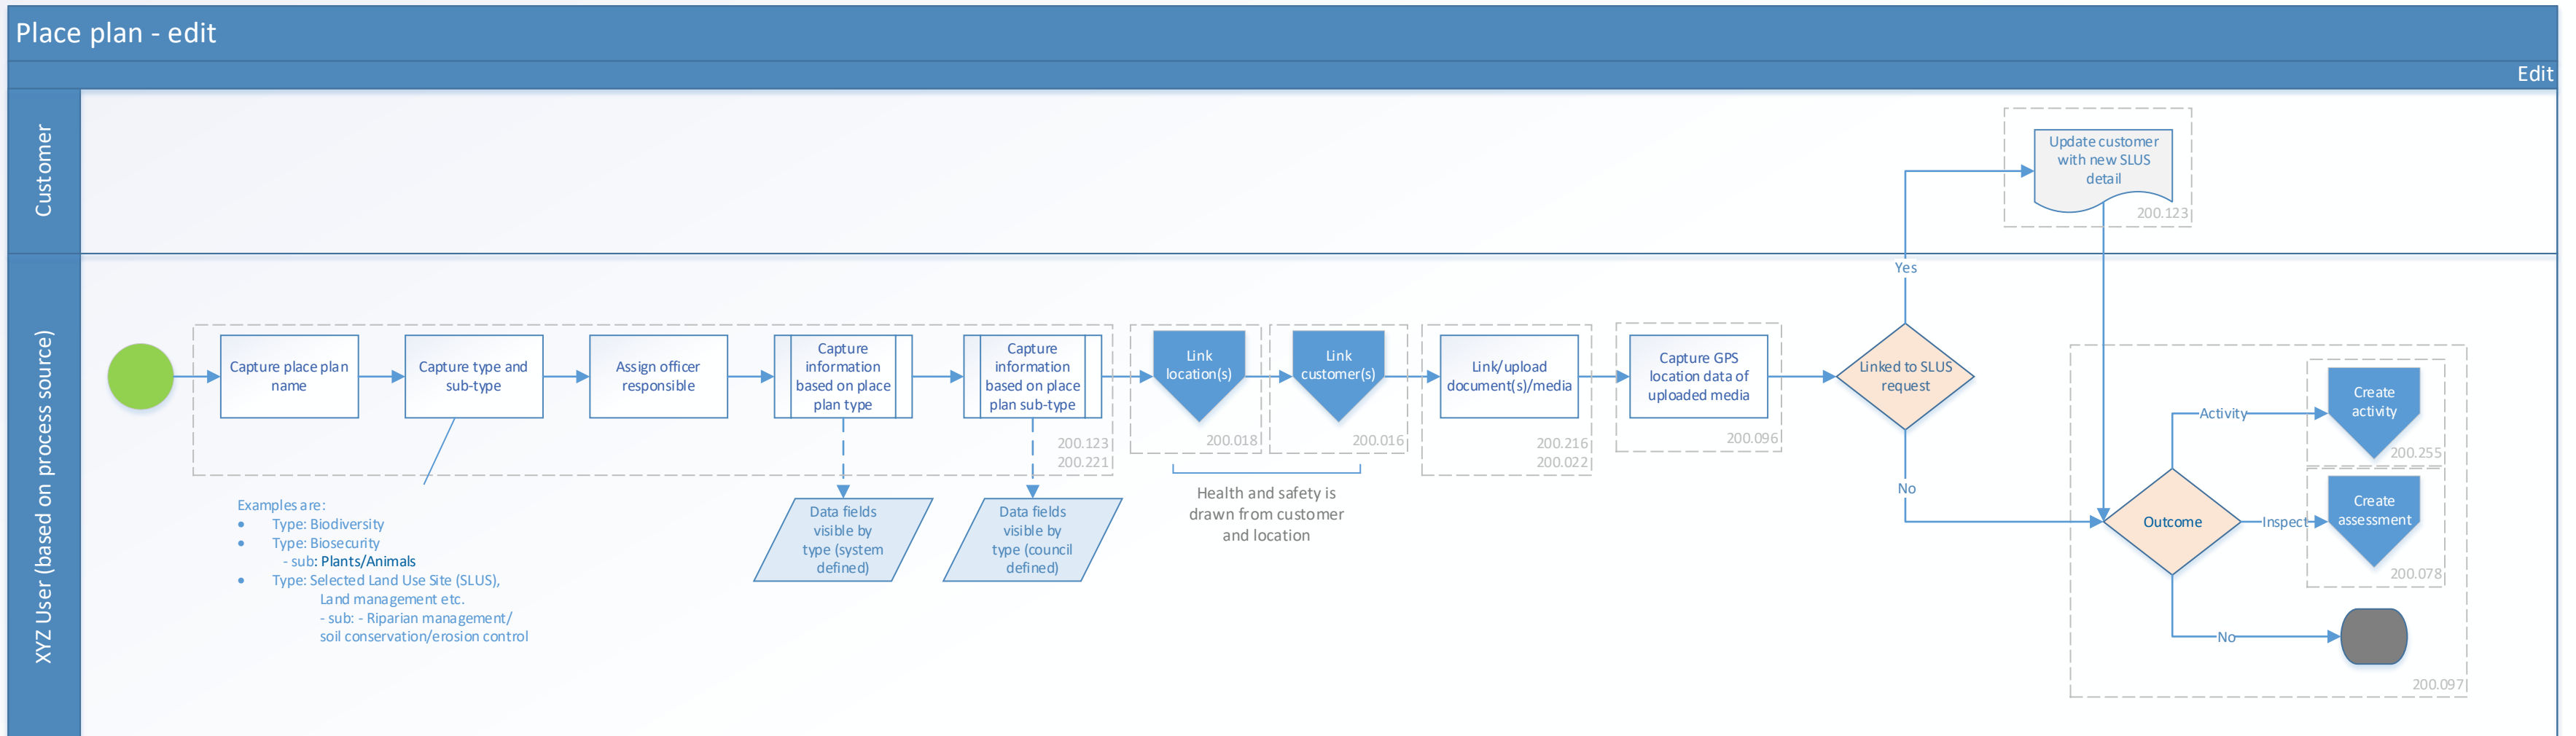 Place plan - edit
Edit
Customer
Update customer
with new SLUS
detail
200.123
XYZ User (based on process source)
Capture place plan
name
Capture type and
sub-type
Assign officer
responsible
Capture
information
based on place
plan type
Capture
information
based on place
plan sub-type
200.123
200.221
Link
location(s)
200.018
Link
customer(s)
200.016
Link/upload
document(s)/media
200.216
200.022
Capture GPS
location data of
uploaded media
200.096
Linked to SLUS
request
Yes
No
Examples are:
• Type: Biodiversity
• Type: Biosecurity
- sub: Plants/Animals
• Type: Selected Land Use Site (SLUS),
Land management etc.
- sub: - Riparian management/
soil conservation/erosion control
Data fields
visible by
type (system
defined)
Data fields
visible by
type (council
defined)
Health and safety is
drawn from customer
and location
Outcome
Activity
Create
activity
200.255
Inspect
Create
assessment
200.078
No
200.097